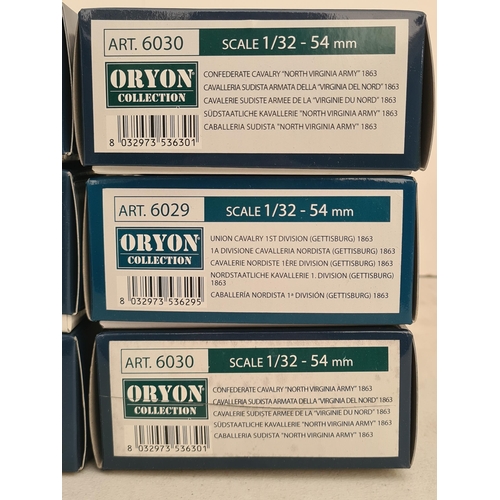 ART. 6030 SCALE 1/32 - 54 mm
ORYON
COLLECTION
8 032973 536301
CONFEDERATE CAVALRY "NORTH VIRGINIA ARMY" 1863
CAVALLERIA SUDISTA ARMATA DELLA "VIRGINIA DEL NORD" 1863
CAVALERIE SUDISTE ARMEE DE LA "VIRGINIE DU NORD" 1863
SÜDSTAATLICHE KAVALLERIE "NORTH VIRGINIA ARMY" 1863
CABALLERIA SUDISTA "NORTH VIRGINIA ARMY" 1863
ART. 6029 SCALE 1/32 - 54 mm
ORYON
COLLECTION
8 032973 536295
UNION CAVALRY 1ST DIVISION (GETTISBURG) 1863
1A DIVISIONE CAVALLERIA NORDISTA (GETTISBURG) 1863
CAVALERIE NORDISTE 1ÈRE DIVISION (GETTISBURG) 1863
NORDSTAATLICHE KAVALLERIE 1. DIVISION (GETTISBURG)
1863
CABALLERÍA NORDISTA 1ª DIVISIÓN (GETTISBURG) 1863
ART. 6030 SCALE 1/32 - 54 mm
ORYON
COLLECTION
8 032973 536301
CONFEDERATE CAVALRY "NORTH VIRGINIA ARMY" 1863
CAVALLERIA SUDISTA ARMATA DELLA "VIRGINIA DEL NORD" 1863
CAVALERIE SUDISTE ARMEE DE LA "VIRGINIE DU NORD" 1863
SÜDSTAATLICHE KAVALLERIE "NORTH VIRGINIA ARMY" 1863
CABALLERIA SUDISTA "NORTH VIRGINIA ARMY" 1863